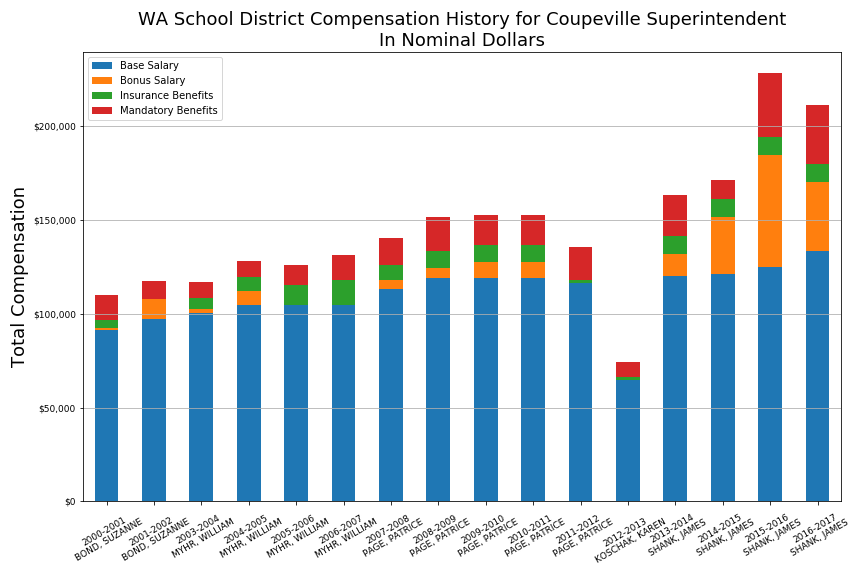 WA School District Compensation History for Coupeville Superintendent
In Nominal Dollars
Base Salary
Bonus Salary
Insurance Benefits
Mandatory Benefits
Total Compensation
$200,000
$150,000
$100,000
$50,000
$0
2000-2001
BOND, SUZANNE
2001-2002
BOND, SUZANNE
2003-2004
MYHR, WILLIAM
2004-2005
MYHR, WILLIAM
2005-2006
MYHR, WILLIAM
2006-2007
MYHR, WILLIAM
2007-2008
PAGE, PATRICE
2008-2009
PAGE, PATRICE
2009-2010
PAGE, PATRICE
2010-2011
PAGE, PATRICE
2011-2012
PAGE, PATRICE
2012-2013
KOSCHAK, KAREN
2013-2014
SHANK, JAMES
2014-2015
SHANK, JAMES
2015-2016
SHANK, JAMES
2016-2017
SHANK, JAMES